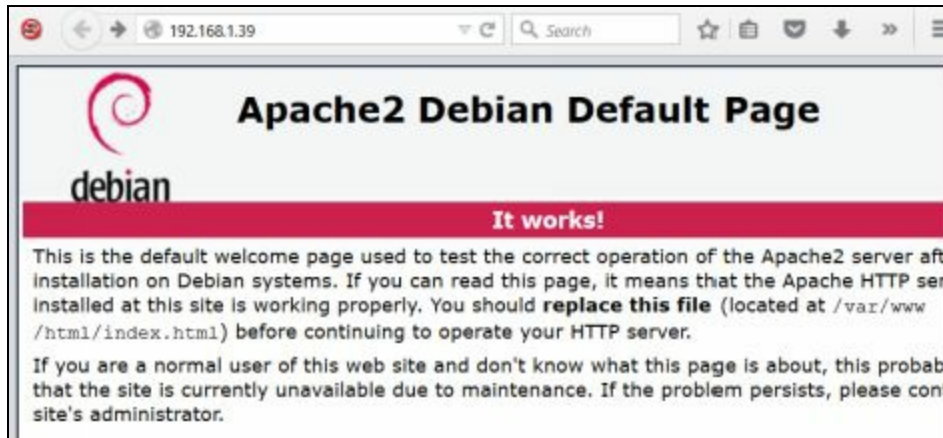 192.168.1.39 Search
Apache2 Debian Default Page
debian
It works!
This is the default welcome page used to test the correct operation of the Apache2 server aft
installation on Debian systems. If you can read this page, it means that the Apache HTTP ser
installed at this site is working properly. You should replace this file (located at /var/www
/html/index.html) before continuing to operate your HTTP server.
If you are a normal user of this web site and don't know what this page is about, this probab
that the site is currently unavailable due to maintenance. If the problem persists, please con
site's administrator.